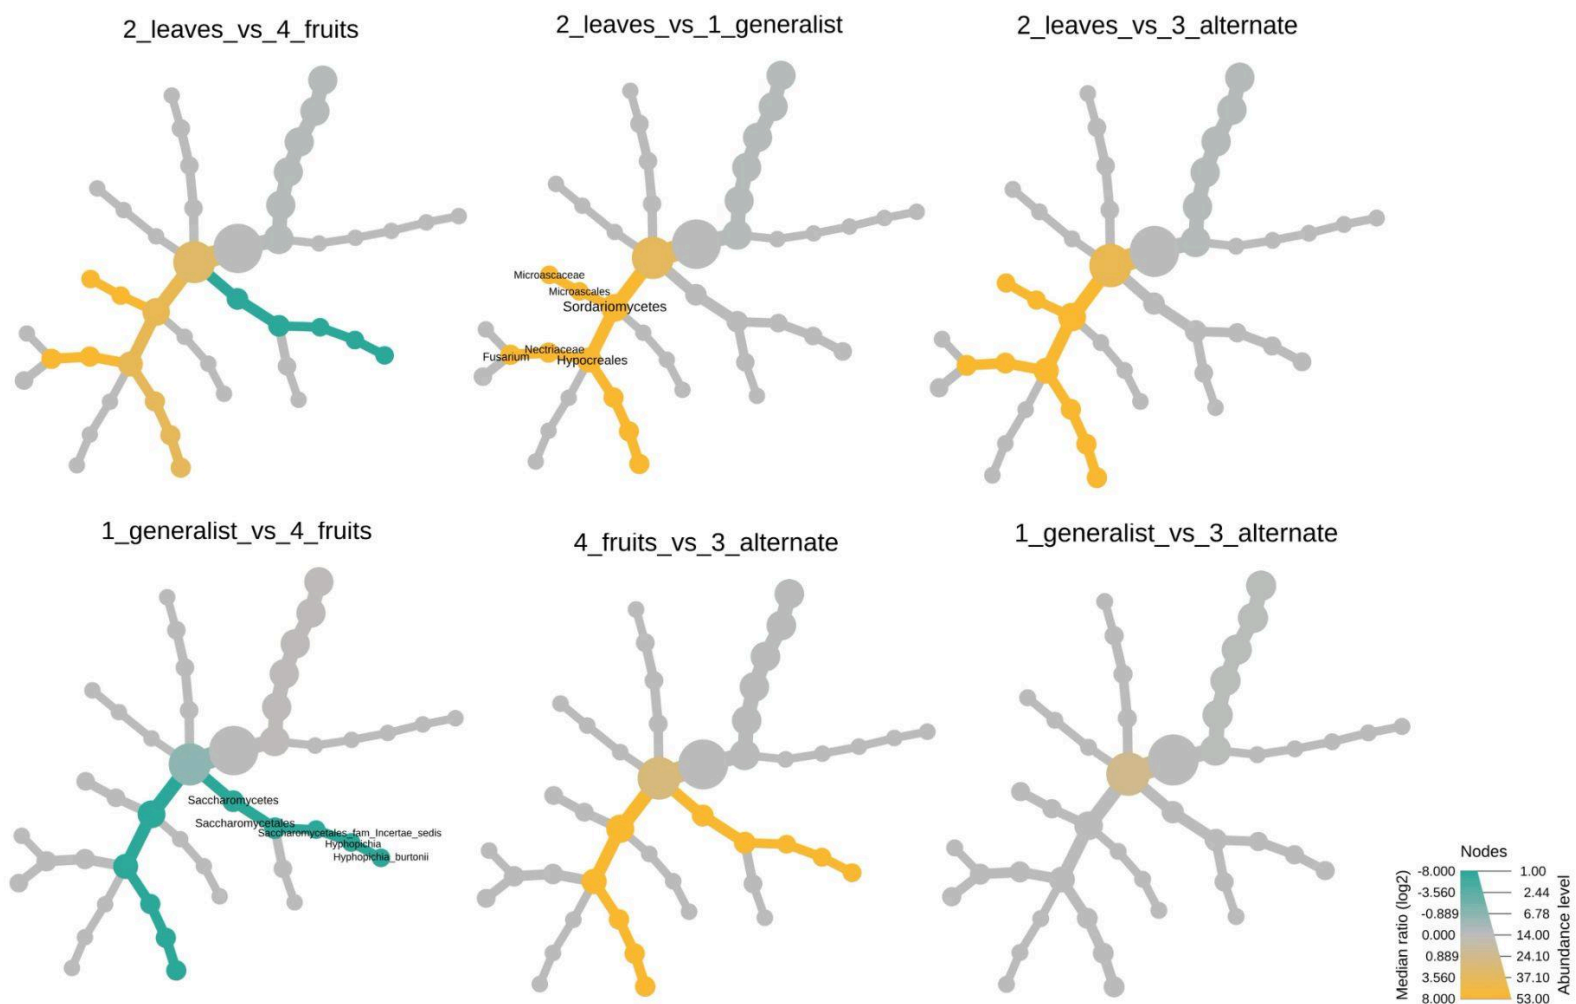 2_leaves_vs_4_fruits
2_leaves_vs_1_generalist
2_leaves_vs_3_alternate
Microascaceae
Microascales
Sordariomycetes
Nectriaceae
Fusarium
Hypocreales
1_generalist_vs_4_fruits
4_fruits_vs_3_alternate
1_generalist_vs_3_alternate
Saccharomycetes
Saccharomycetales
Saccharomycetales_fam_Incertae_sedis
Hyphopichia
Hyphopichia_burtonii
Nodes
Median ratio (log2)
Abundance level
-8.000 1.00
-3.560 2.44
-0.889 6.78
0.000 14.00
0.889 24.10
3.560 37.10
8.000 53.00